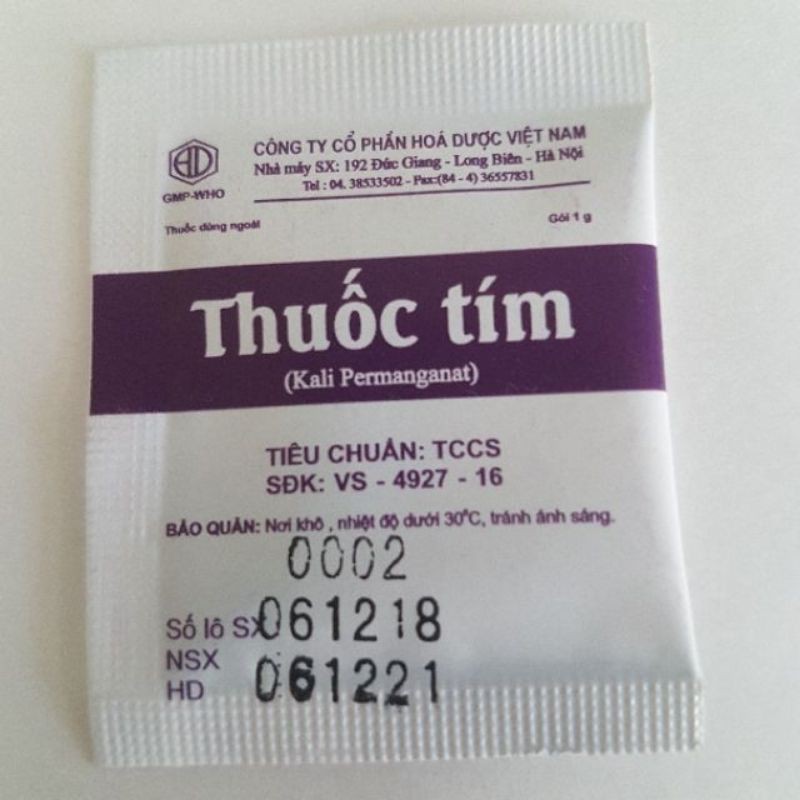 HD
GMP-WHO
CÔNG TY CỔ PHẨN HOÁ DƯỢC VIỆT NAM
Nhà máy SX: 192 Đức Giang - Long Biên - Hà Nội
Tel : 04. 38533502 - Pax:(84 - 4) 36557831
Thuốc dùng ngoài
Gói 1 g
Thuốc tím
(Kali Permanganat)
TIÊU CHUẨN: TCCS
SĐK: VS - 4927 - 16
BẢO QUẢN: Nơi khô , nhiệt độ dưới 30°C, tránh ánh sáng.
0002
Số lô SX 061218
NSX
HD 061221